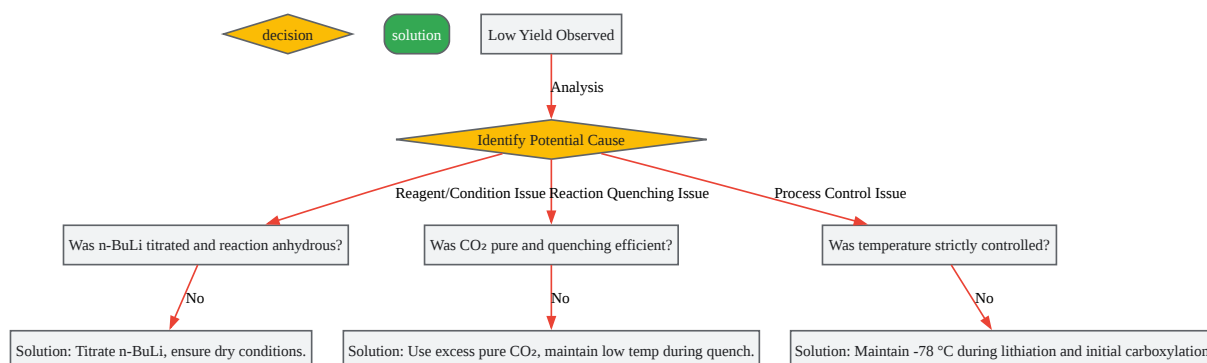 decision
solution
Low Yield Observed
Analysis
Identify Potential Cause
Reagent/Condition Issue
Reaction Quenching Issue
Process Control Issue
Was n-BuLi titrated and reaction anhydrous?
Was CO₂ pure and quenching efficient?
Was temperature strictly controlled?
No
No
No
Solution: Titrate n-BuLi, ensure dry conditions.
Solution: Use excess pure CO₂, maintain low temp during quench.
Solution: Maintain -78 °C during lithiation and initial carboxylation